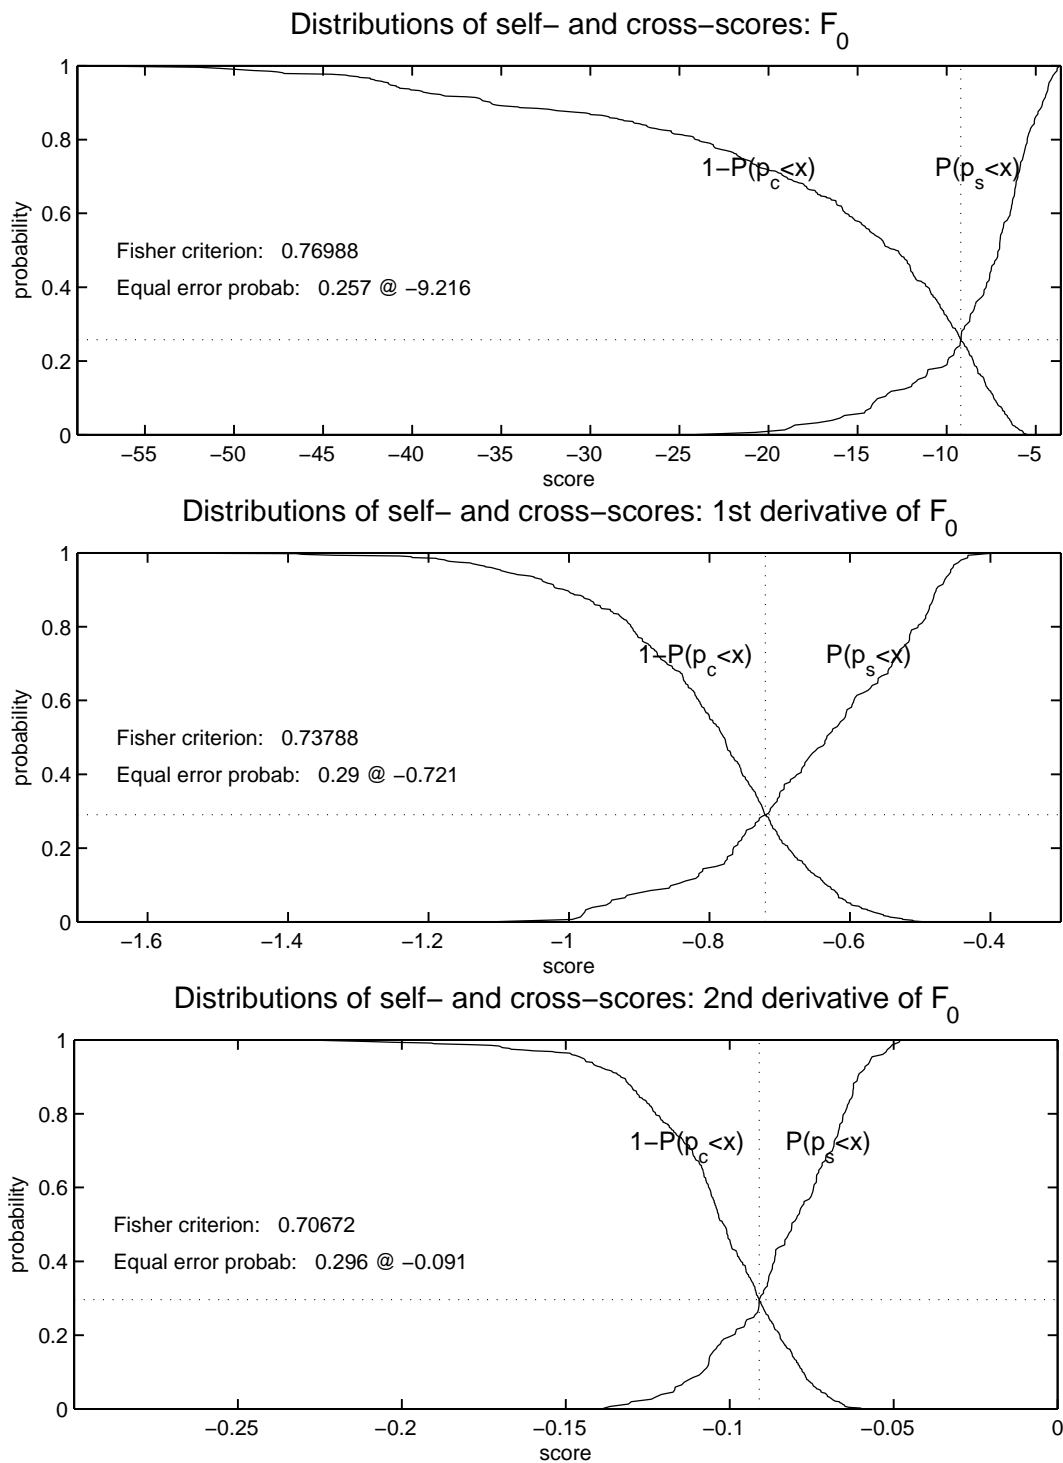 Distributions of self− and cross−scores: F0
1
0.8
0.6
0.4
0.2
0
probability
1−P(pc<x)
P(ps<x)
Fisher criterion: 0.76988
Equal error probab: 0.257 @ −9.216
−55 −50 −45 −40 −35 −30 −25 −20 −15 −10 −5
score
Distributions of self− and cross−scores: 1st derivative of F0
1
0.8
0.6
0.4
0.2
0
probability
1−P(pc<x)
P(ps<x)
Fisher criterion: 0.73788
Equal error probab: 0.29 @ −0.721
−1.6 −1.4 −1.2 −1 −0.8 −0.6 −0.4
score
Distributions of self− and cross−scores: 2nd derivative of F0
1
0.8
0.6
0.4
0.2
0
probability
1−P(pc<x)
P(ps<x)
Fisher criterion: 0.70672
Equal error probab: 0.296 @ −0.091
−0.25 −0.2 −0.15 −0.1 −0.05 0
score